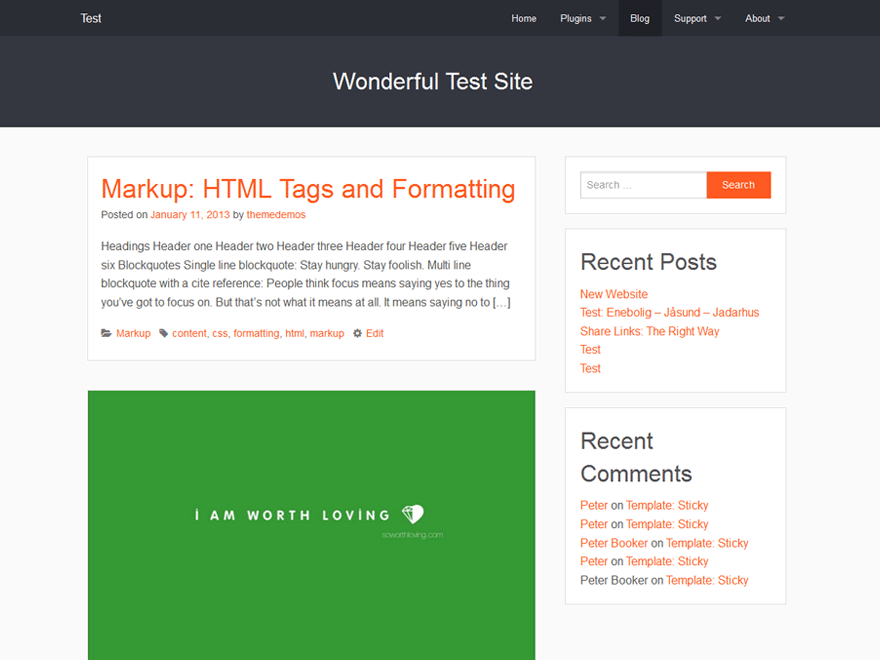 Test
Home Plugins Blog Support About
Wonderful Test Site
Markup: HTML Tags and Formatting
Posted on January 11, 2013 by themedemos
Headings Header one Header two Header three Header four Header five Header
six Blockquotes Single line blockquote: Stay hungry. Stay foolish. Multi line
blockquote with a cite reference: People think focus means saying yes to the thing
you’ve got to focus on. But that’s not what it means at all. It means saying no to […]
Markup content, css, formatting, html, markup Edit
I AM WORTH LOVING
soworthloving.com
Search …
Search
Recent Posts
New Website
Test: Enebolig – Jåsund – Jadarhus
Share Links: The Right Way
Test
Test
Recent
Comments
Peter on Template: Sticky
Peter on Template: Sticky
Peter Booker on Template: Sticky
Peter on Template: Sticky
Peter Booker on Template: Sticky